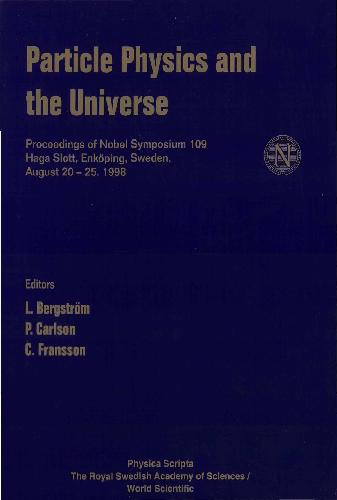 Particle Physics and
the Universe
Proceedings of Nobel Symposium 109
Haga Slott, Enköping, Sweden,
August 20 – 25, 1998
N
Editors
L. Bergström
P. Carlson
C. Fransson
Physica Scripta
The Royal Swedish Academy of Sciences /
World Scientific